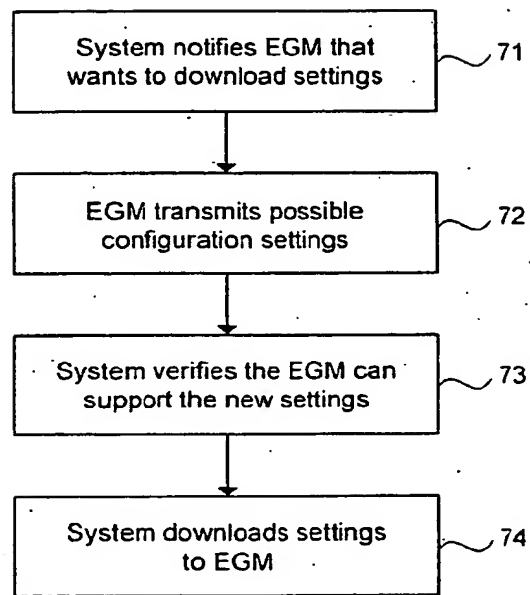 System notifies EGM that
wants to download settings
71
EGM transmits possible
configuration settings
72
System verifies the EGM can
support the new settings
73
System downloads settings
to EGM
74